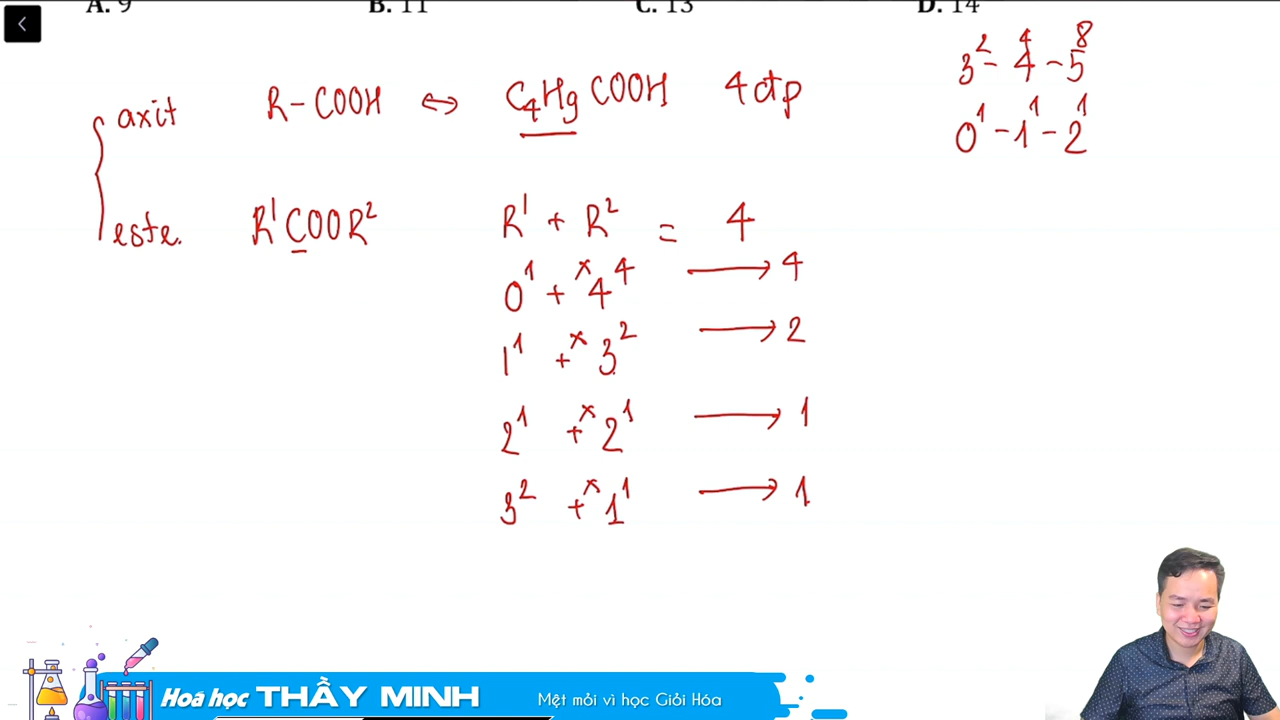 A. 9 B. 11 C. 13 D. 14
3² - 4⁴ - 5⁸
0¹ - 1¹ - 2¹
axit R-COOH ⇔ C₄H₉COOH 4đp
este. R¹COOR² R¹ + R² = 4
0¹ +ˣ 4⁴ → 4
1¹ +ˣ 3² → 2
2¹ +ˣ 2¹ → 1
3² +ˣ 1¹ → 1
Hoá học THẦY MINH Mệt mỏi vì học Giỏi Hóa